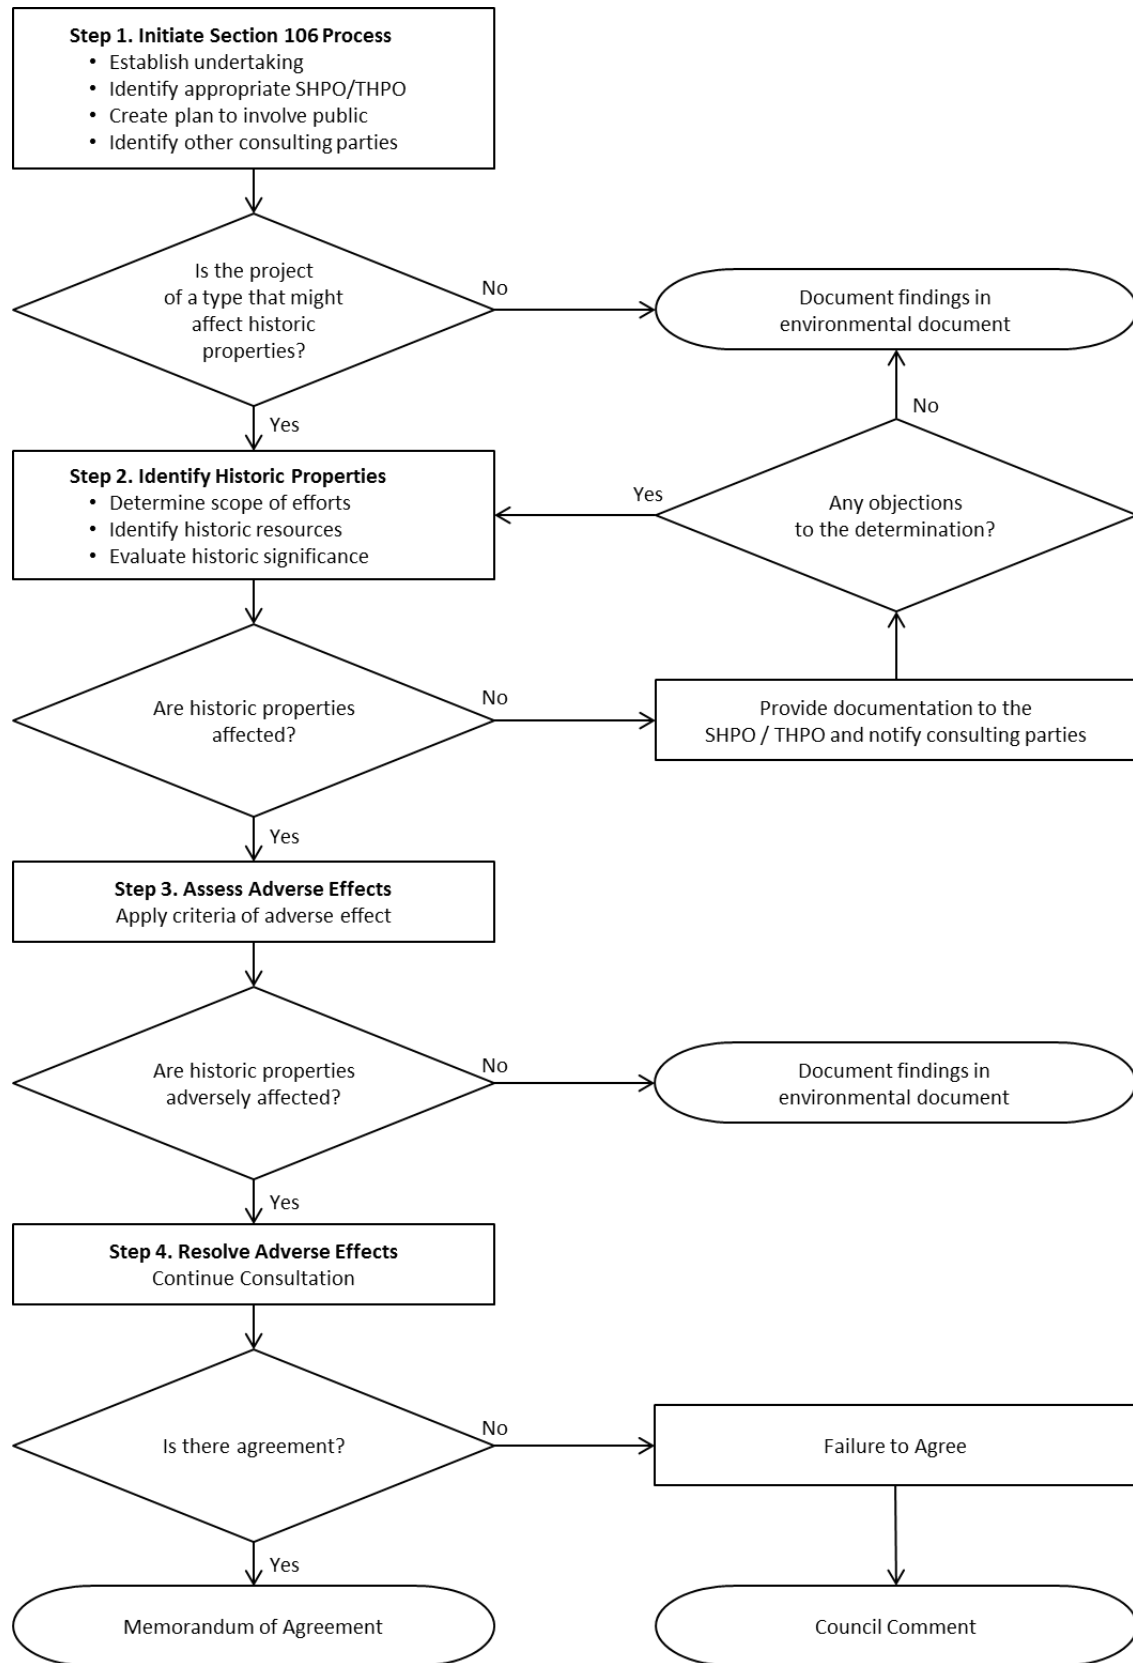 Step 1. Initiate Section 106 Process
• Establish undertaking
• Identify appropriate SHPO/THPO
• Create plan to involve public
• Identify other consulting parties
Is the project
of a type that might
affect historic
properties?
No
Document findings in
environmental document
Yes
No
Step 2. Identify Historic Properties
• Determine scope of efforts
• Identify historic resources
• Evaluate historic significance
Yes
Any objections
to the determination?
Are historic properties
affected?
No
Provide documentation to the
SHPO / THPO and notify consulting parties
Yes
Step 3. Assess Adverse Effects
Apply criteria of adverse effect
Are historic properties
adversely affected?
No
Document findings in
environmental document
Yes
Step 4. Resolve Adverse Effects
Continue Consultation
Is there agreement?
No
Failure to Agree
Yes
Memorandum of Agreement
Council Comment